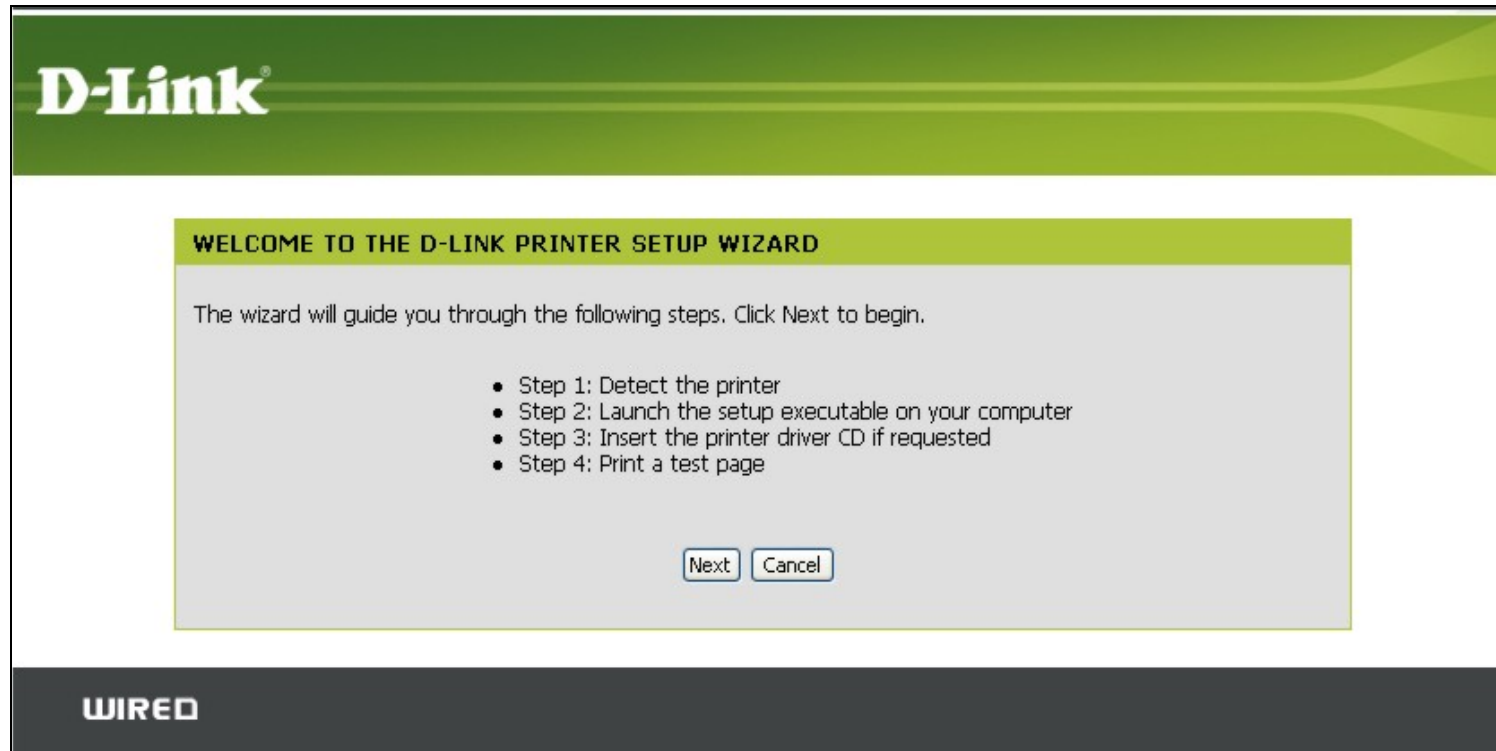 D-Link®
WELCOME TO THE D-LINK PRINTER SETUP WIZARD
The wizard will guide you through the following steps. Click Next to begin.
• Step 1: Detect the printer
• Step 2: Launch the setup executable on your computer
• Step 3: Insert the printer driver CD if requested
• Step 4: Print a test page
Next Cancel
WIRED